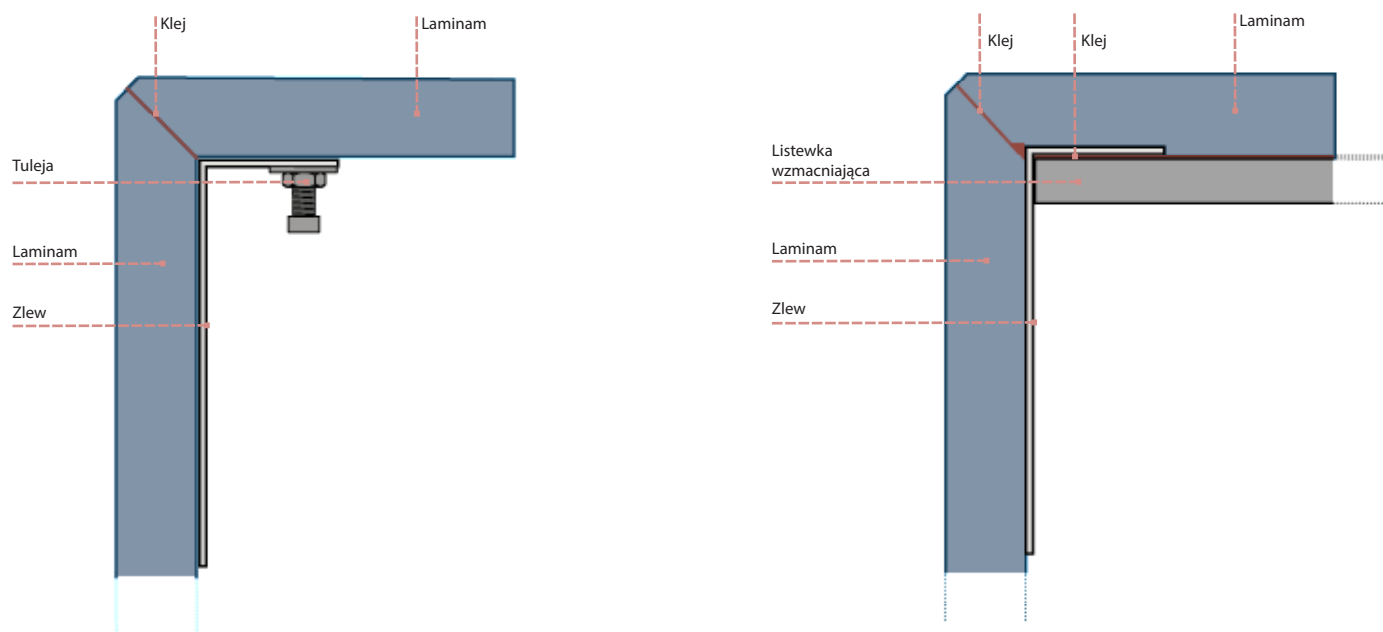 Klej
Laminam
Tuleja
Laminam
Zlew
Klej
Klej
Laminam
Listewka
wzmacniająca
Laminam
Zlew